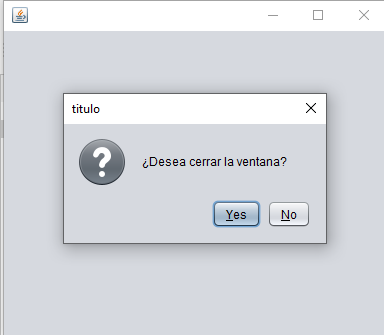 titulo
¿Desea cerrar la ventana?
Yes
No